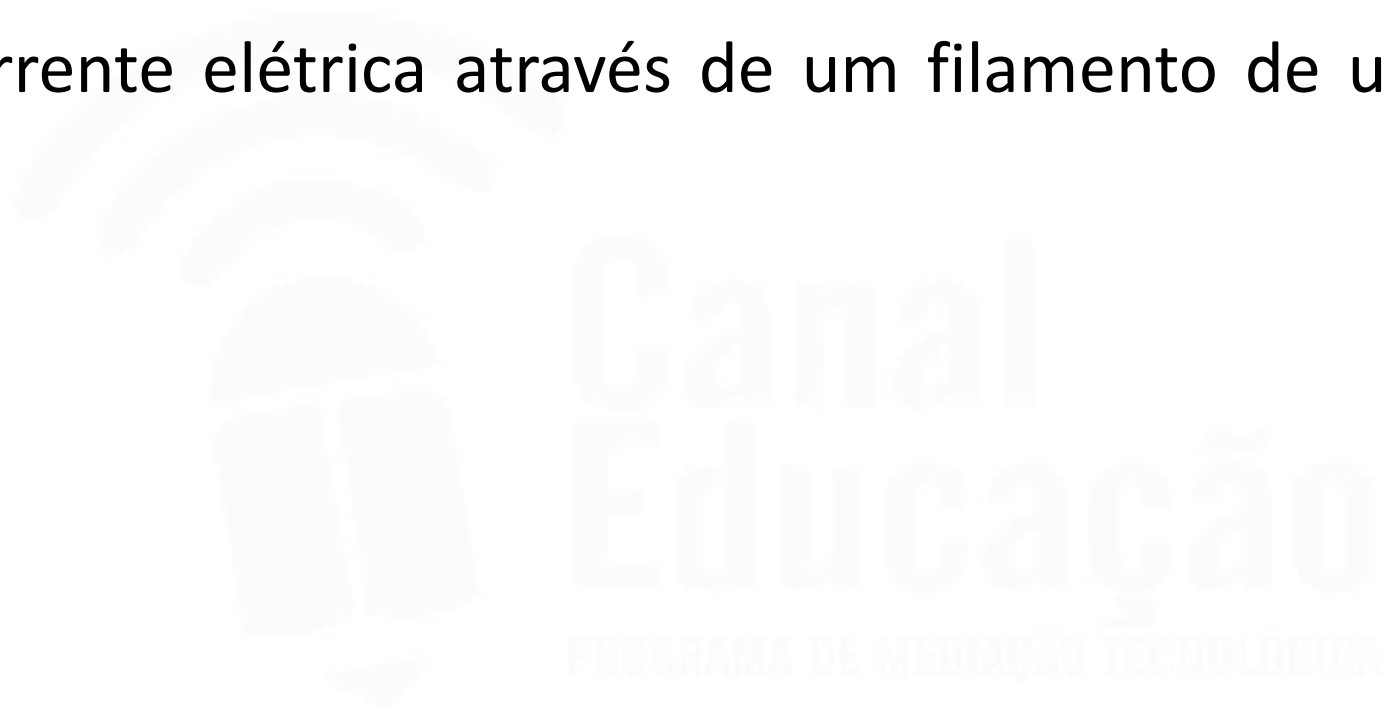 rrente elétrica através de um filamento de u
Canal
Educação
PROGRAMA DE MEDIAÇÃO TECNOLÓGICA